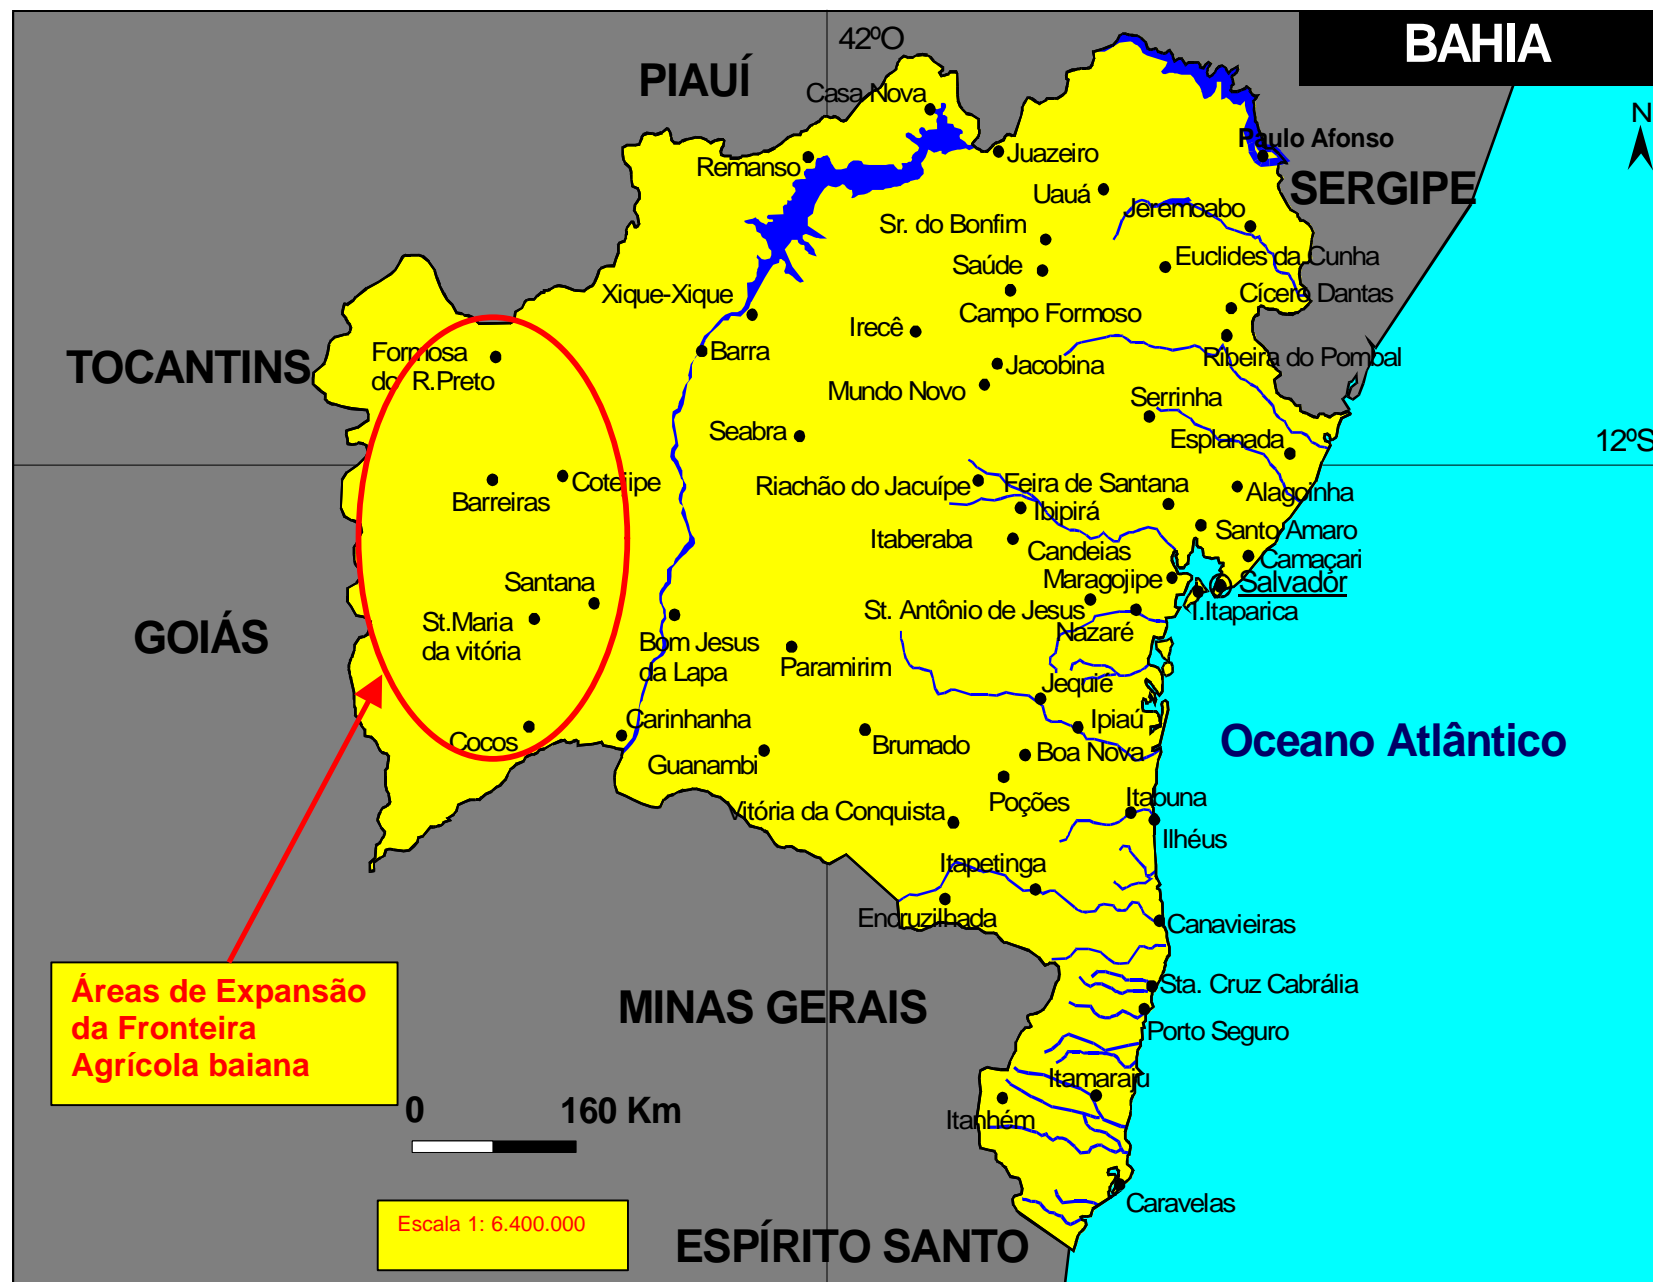 BAHIA
42ºO
PIAUÍ
N
Casa Nova
Paulo Afonso
Juazeiro
Remanso
SERGIPE
Uauá
Jeremoabo
Sr. do Bonfim
Euclides da Cunha
Saúde
Xique-Xique
Cícero Dantas
Campo Formoso
Irecê
Formosa
do R.Preto
Barra
Ribeira do Pombal
TOCANTINS
Jacobina
Mundo Novo
Serrinha
Seabra
Esplanada
12ºS
Cotejipe
Riachão do Jacuípe
Feira de Santana
Alagoinha
Barreiras
Ibipirá
Santo Amaro
Itaberaba
Candeias
Camaçari
Maragojipe
Salvador
Santana
St. Antônio de Jesus
I.Itaparica
St.Maria
da vitória
Nazaré
GOIÁS
Bom Jesus
da Lapa
Paramirim
Jequié
Carinhanha
Ipiaú
Cocos
Brumado
Boa Nova
Oceano Atlântico
Guanambi
Poções
Itabuna
Vitória da Conquista
Ilhéus
Itapetinga
Encruzilhada
Canavieiras
Áreas de Expansão
da Fronteira
Agrícola baiana
Sta. Cruz Cabrália
MINAS GERAIS
Porto Seguro
Itamaraju
0 160 Km
Itanhém
Caravelas
Escala 1: 6.400.000
ESPÍRITO SANTO